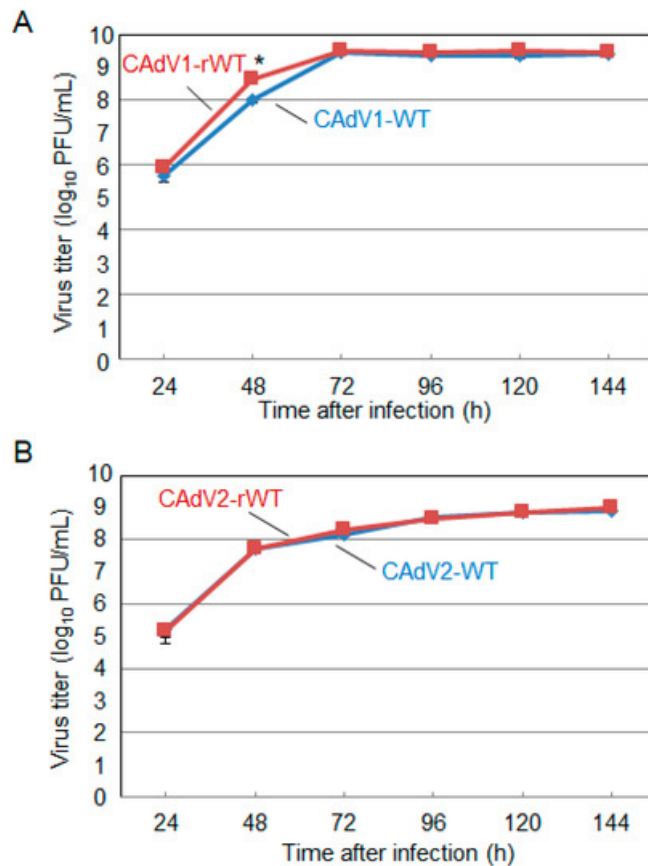 A
10
9
8
7
6
5
4
3
2
1
0
Virus titer (log₁₀ PFU/mL)
CAdV1-rWT
*
CAdV1-WT
24 48 72 96 120 144
Time after infection (h)
B
10
9
8
7
6
5
4
3
2
1
0
Virus titer (log₁₀ PFU/mL)
CAdV2-rWT
CAdV2-WT
24 48 72 96 120 144
Time after infection (h)